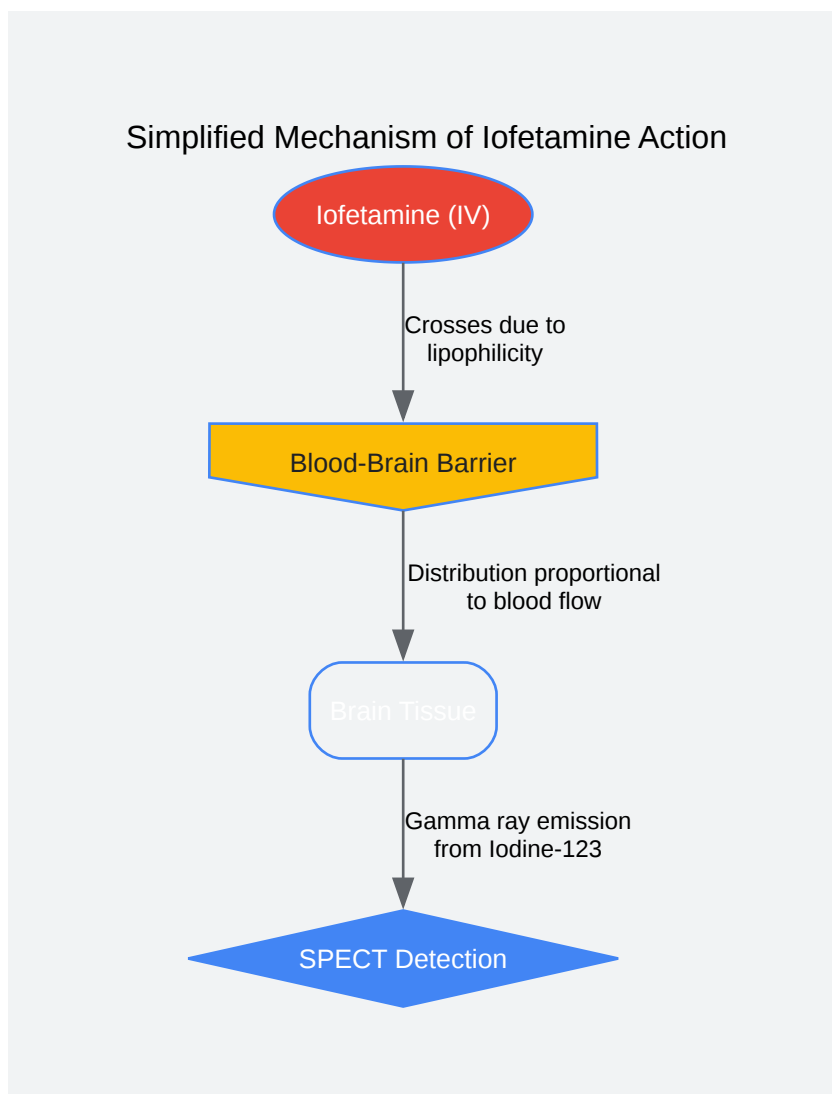 Simplified Mechanism of Iofetamine Action
Iofetamine (IV)
Crosses due to
lipophilicity
Blood-Brain Barrier
Distribution proportional
to blood flow
Brain Tissue
Gamma ray emission
from Iodine-123
SPECT Detection